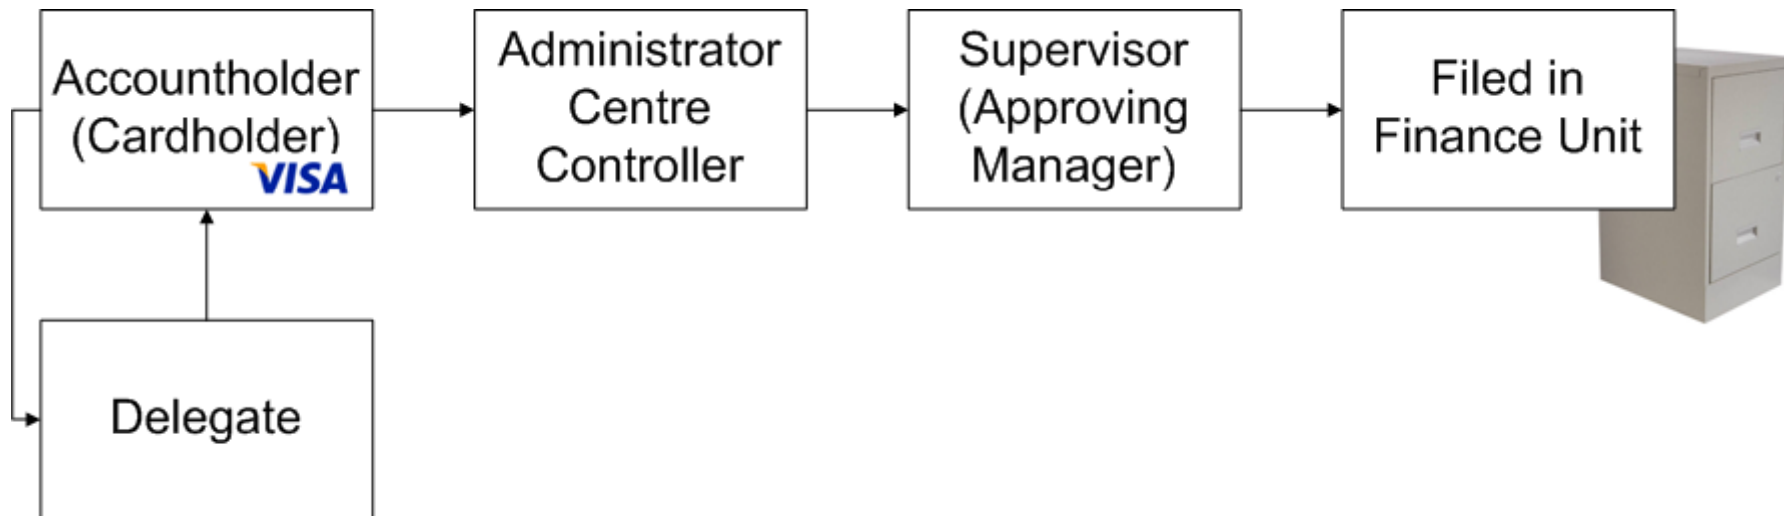 Accountholder
(Cardholder)
VISA
Administrator
Centre
Controller
Supervisor
(Approving
Manager)
Filed in
Finance Unit
Delegate